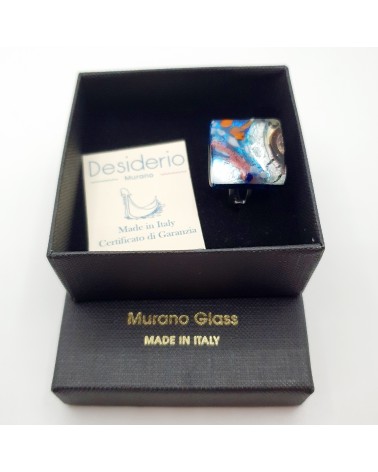 Desiderio
Murano
Made in Italy
Certificato di Garanzia
Murano Glass
MADE IN ITALY